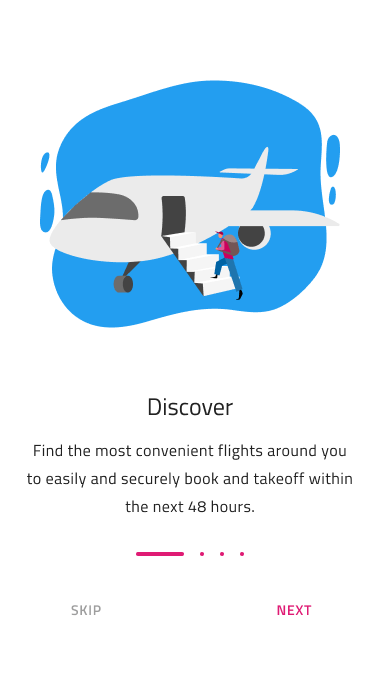 Discover
Find the most convenient flights around you
to easily and securely book and takeoff within
the next 48 hours.
SKIP
NEXT